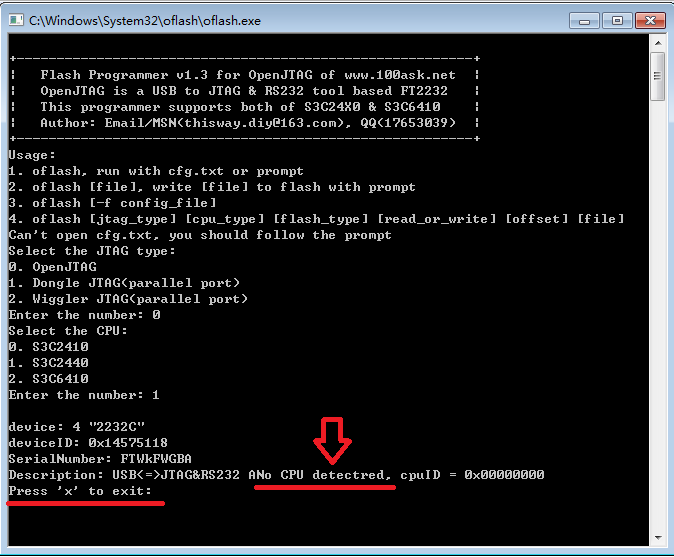 C:\Windows\System32\oflash\oflash.exe
+---------------------------------------------------------+
|   Flash Programmer v1.3 for OpenJTAG of www.100ask.net   |
|   OpenJTAG is a USB to JTAG & RS232 tool based FT2232    |
|   This programmer supports both of S3C24X0 & S3C6410     |
|   Author: Email/MSN(thisway.diy@163.com), QQ(17653039)   |
+---------------------------------------------------------+
Usage:
1. oflash, run with cfg.txt or prompt
2. oflash [file], write [file] to flash with prompt
3. oflash [-f config_file]
4. oflash [jtag_type] [cpu_type] [flash_type] [read_or_write] [offset] [file]
Can't open cfg.txt, you should follow the prompt
Select the JTAG type:
0. OpenJTAG
1. Dongle JTAG(parallel port)
2. Wiggler JTAG(parallel port)
Enter the number: 0
Select the CPU:
0. S3C2410
1. S3C2440
2. S3C6410
Enter the number: 1
device: 4 "2232C"
deviceID: 0x14575118
SerialNumber: FTWkFWGBA
Description: USB<=>JTAG&RS232 ANo CPU detectred, cpuID = 0x00000000
Press 'x' to exit: